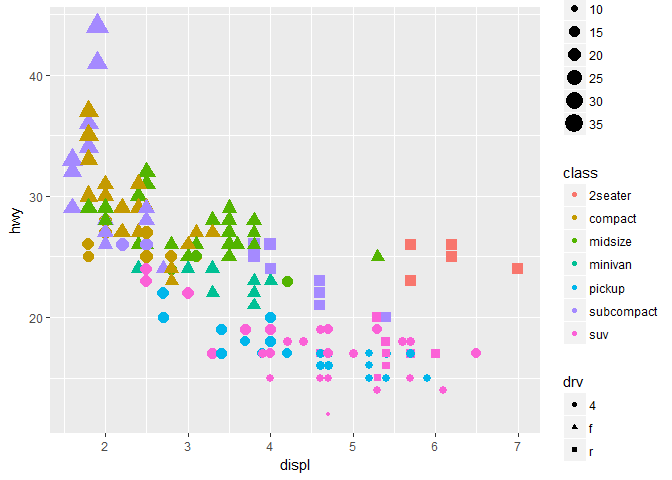 40
30
20
hwy
2
3
4
5
6
7
displ
10
15
20
25
30
35
class
2seater
compact
midsize
minivan
pickup
subcompact
suv
drv
4
f
r